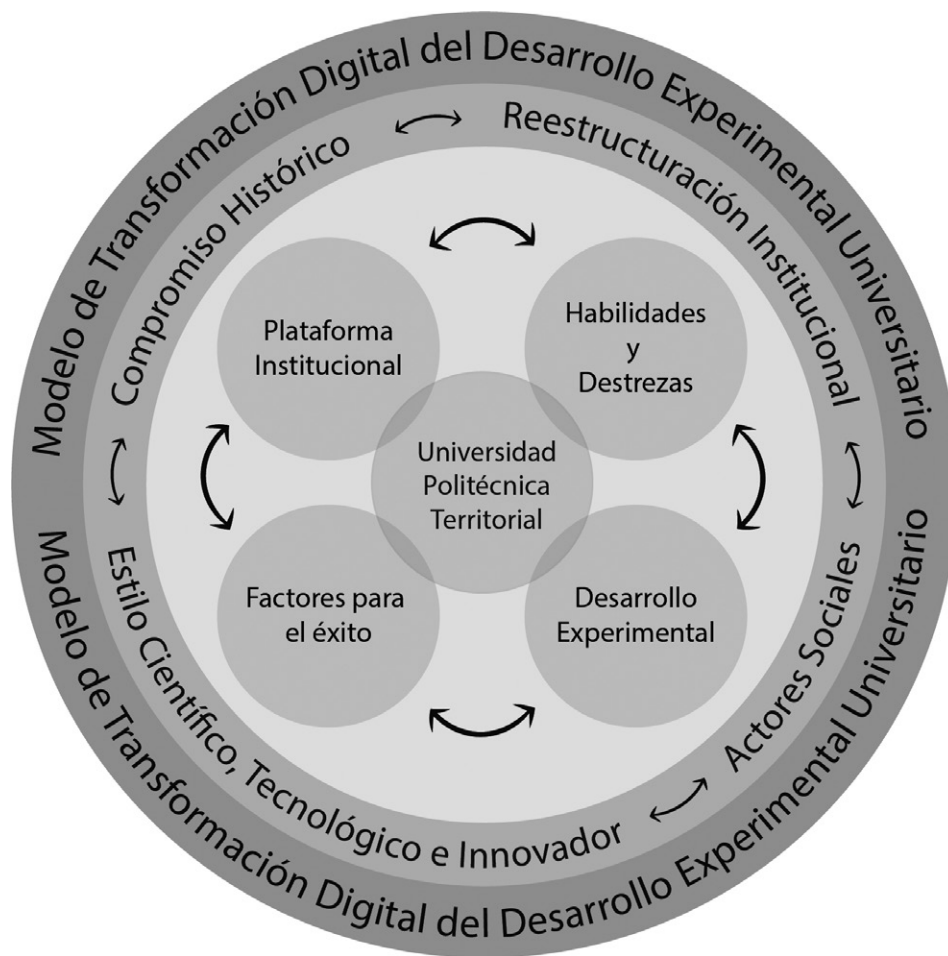 Modelo de Transformación Digital del Desarrollo Experimental Universitario
Compromiso Histórico
Reestructuración Institucional
Plataforma
Institucional
Habilidades
y
Destrezas
Universidad
Politécnica
Territorial
Factores para
el éxito
Desarrollo
Experimental
Estilo Científico, Tecnológico e Innovador
Actores Sociales
Modelo de Transformación Digital del Desarrollo Experimental Universitario